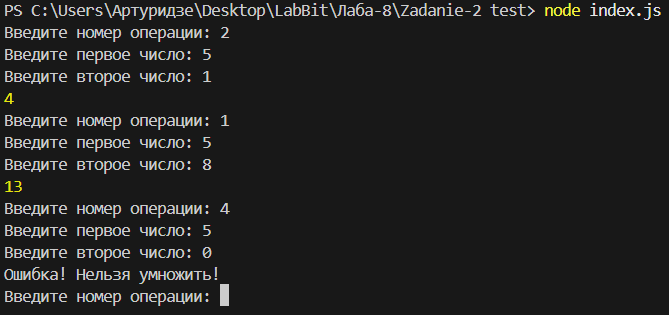 PS C:\Users\Артуридзе\Desktop\LabBit\Лаба-8\Zadanie-2 test> node index.js
Введите номер операции: 2
Введите первое число: 5
Введите второе число: 1
4
Введите номер операции: 1
Введите первое число: 5
Введите второе число: 8
13
Введите номер операции: 4
Введите первое число: 5
Введите второе число: 0
Ошибка! Нельзя умножить!
Введите номер операции: